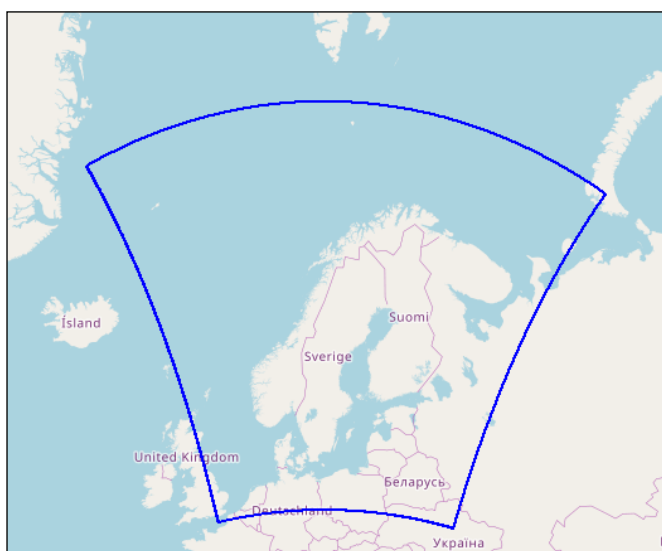 Ísland
Suomi
Sverige
United Kingdom
Беларусь
Deutschland
Україна